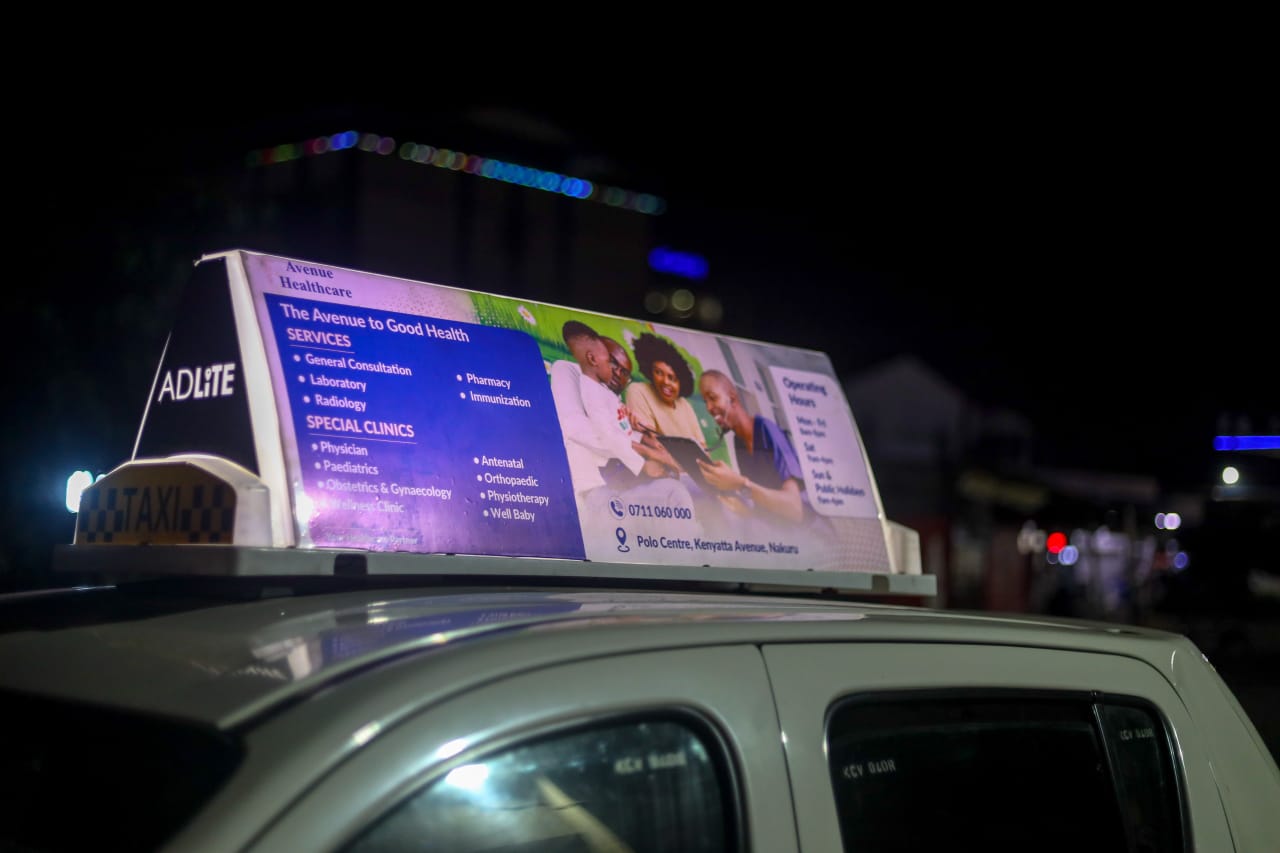 Avenue
Healthcare
The Avenue to Good Health
SERVICES
• General Consultation
• Laboratory
• Radiology
• Pharmacy
• Immunization
SPECIAL CLINICS
• Physician
• Paediatrics
• Obstetrics & Gynaecology
• Wellness Clinic
• Antenatal
• Orthopaedic
• Physiotherapy
• Well Baby
0711 060 000
Polo Centre, Kenyatta Avenue, Nakuru
Operating
Hours
Mon - Fri
Sat
Sun &
Public Holidays
ADLiTE
TAXI